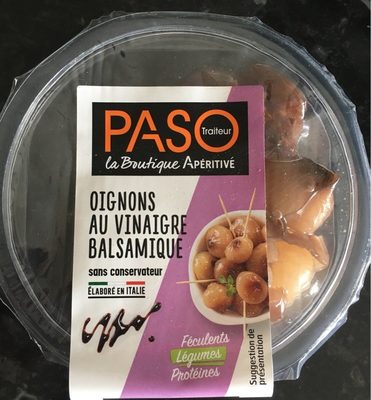 PASO
Traiteur
la Boutique APÉRITIVÉ
OIGNONS
AU VINAIGRE
BALSAMIQUE
sans conservateur
ÉLABORÉ EN ITALIE
Féculents
Légumes
Protéines
Suggestion de
présentation